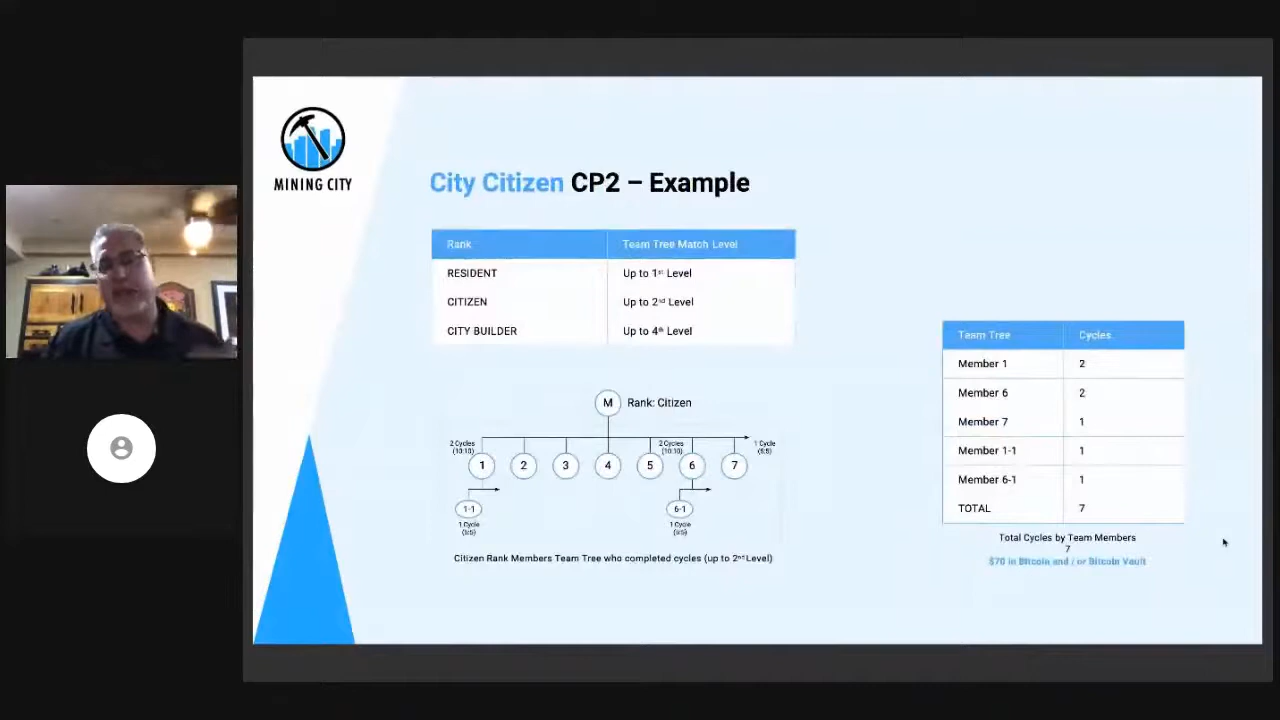 MINING CITY
City Citizen CP2 – Example
Rank Team Tree Match Level
RESIDENT Up to 1st Level
CITIZEN Up to 2nd Level
CITY BUILDER Up to 4th Level
M Rank: Citizen
2 Cycles (10:10) 2 Cycles (10:10) 1 Cycle (5:5)
1 2 3 4 5 6 7
1-1 6-1
1 Cycle (5:5) 1 Cycle (5:5)
Citizen Rank Members Team Tree who completed cycles (up to 2nd Level)
Team Tree Cycles
Member 1 2
Member 6 2
Member 7 1
Member 1-1 1
Member 6-1 1
TOTAL 7
Total Cycles by Team Members
7
$70 in Bitcoin and / or Bitcoin Vault